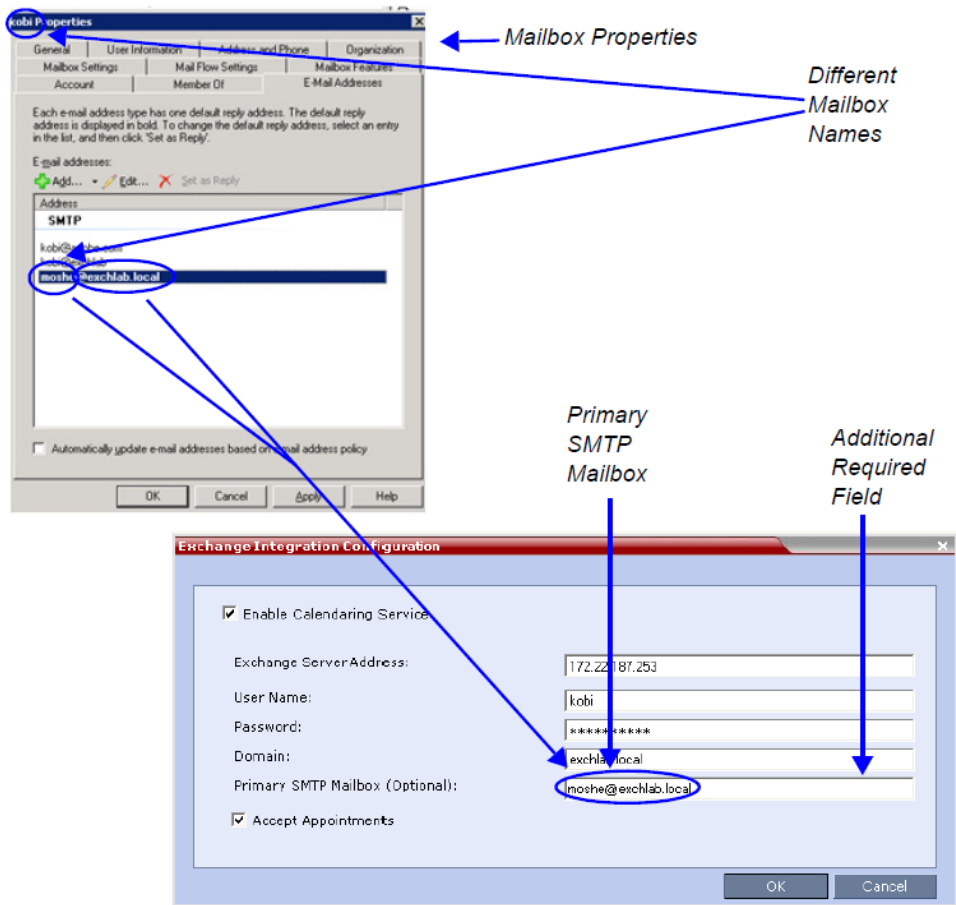 kobi Properties
Mailbox Properties
Different
Mailbox
Names
General User Information Address and Phone Organization
Mailbox Settings Mail Flow Settings Mailbox Features
Account Member Of E-Mail Addresses
Each e-mail address type has one default reply address. The default reply
address is displayed in bold. To change the default reply address, select an entry
in the list, and then click 'Set as Reply'.
E-mail addresses:
Add... Edit... Set as Reply
Address
SMTP
kobi@exchlab
moshe@exchlab.local
Automatically update e-mail addresses based on e-mail address policy
OK Cancel Apply Help
Primary
SMTP
Mailbox
Additional
Required
Field
Exchange Integration Configuration
Enable Calendaring Service
Exchange Server Address: 172.22.187.253
User Name: kobi
Password: **********
Domain: exchlab.local
Primary SMTP Mailbox (Optional): moshe@exchlab.local
Accept Appointments
OK Cancel